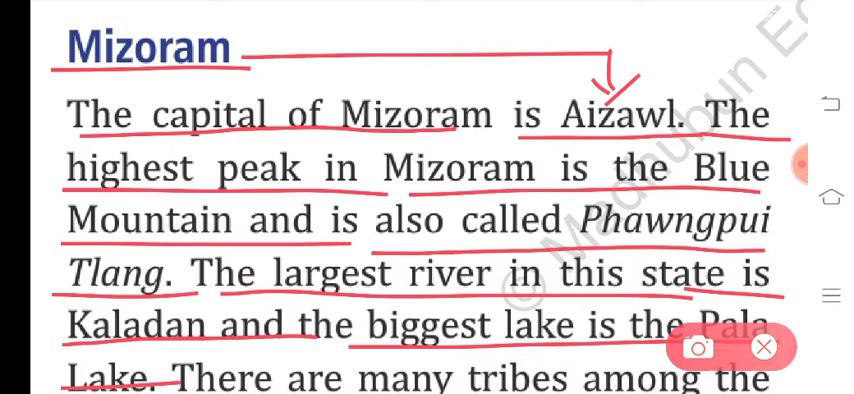 Mizoram
The capital of Mizoram is Aizawl. The
highest peak in Mizoram is the Blue
Mountain and is also called Phawngpui
Tlang. The largest river in this state is
Kaladan and the biggest lake is the Pala
Lake. There are many tribes among the
© Madhubun